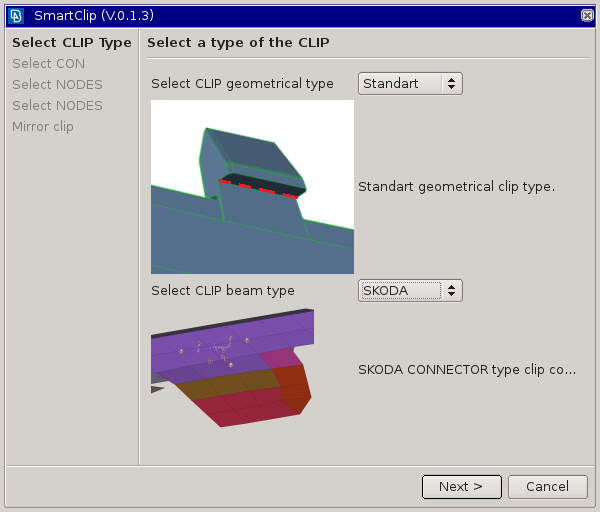 SmartClip (V.0.1.3)
Select CLIP Type
Select CON
Select NODES
Select NODES
Mirror clip
Select a type of the CLIP
Select CLIP geometrical type
Standart
Standart geometrical clip type.
Select CLIP beam type
SKODA
SKODA CONNECTOR type clip co...
Next >
Cancel